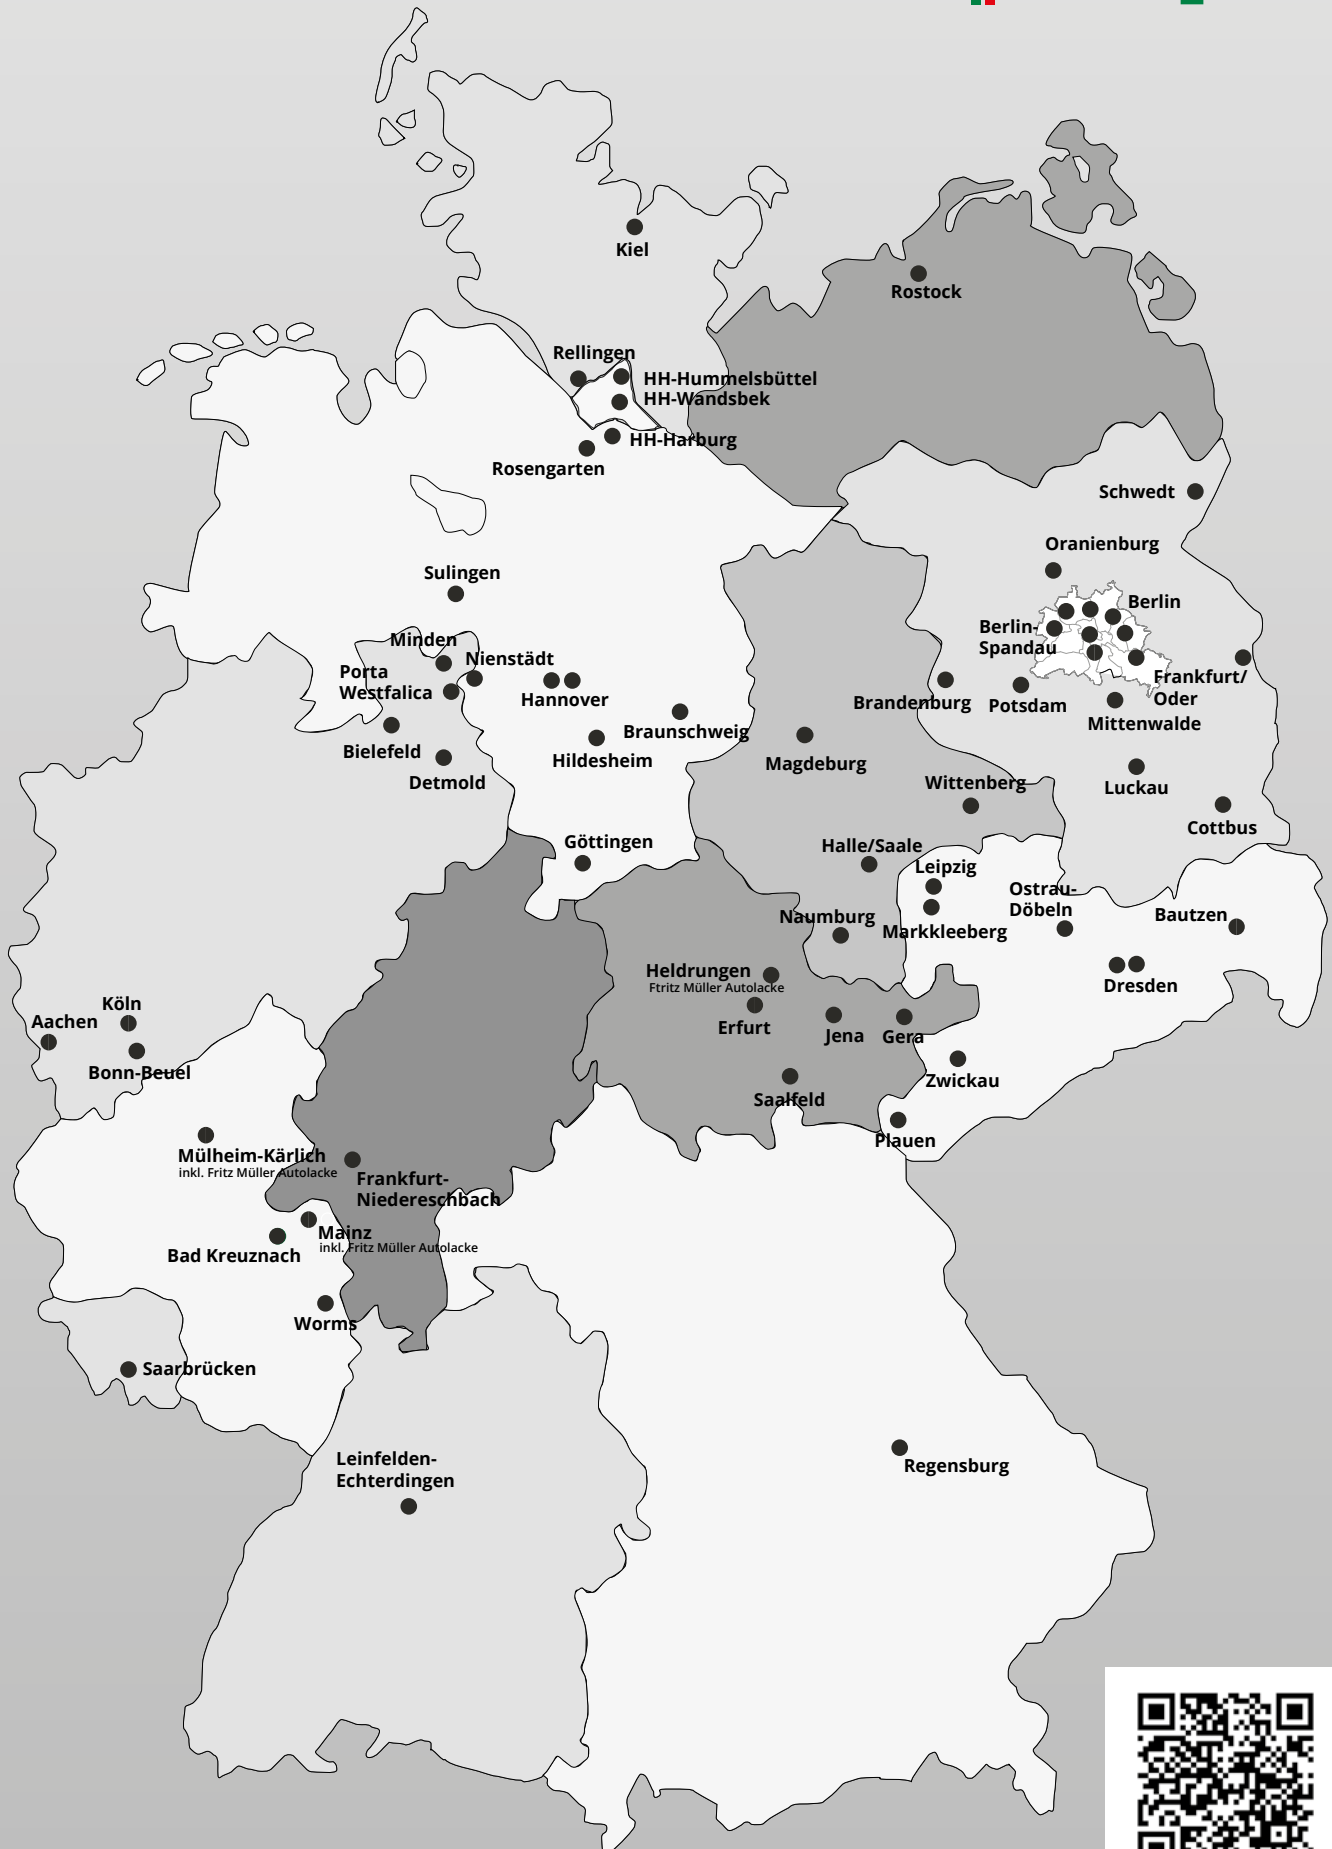 Kiel
Rostock
Rellingen
HH-Hummelsbüttel
HH-Wandsbek
HH-Harburg
Rosengarten
Schwedt
Oranienburg
Sulingen
Berlin
Berlin-
Spandau
Minden
Nienstädt
Porta
Westfalica
Hannover
Frankfurt/
Oder
Brandenburg
Potsdam
Mittenwalde
Braunschweig
Bielefeld
Hildesheim
Magdeburg
Detmold
Wittenberg
Luckau
Cottbus
Göttingen
Halle/Saale
Leipzig
Ostrau-
Döbeln
Naumburg
Markkleeberg
Bautzen
Heldrungen
Ftritz Müller Autolacke
Dresden
Köln
Aachen
Erfurt
Jena
Gera
Bonn-Beuel
Zwickau
Saalfeld
Plauen
Mülheim-Kärlich
inkl. Fritz Müller Autolacke
Frankfurt-
Niedereschbach
Mainz
inkl. Fritz Müller Autolacke
Bad Kreuznach
Worms
Saarbrücken
Leinfelden-
Echterdingen
Regensburg